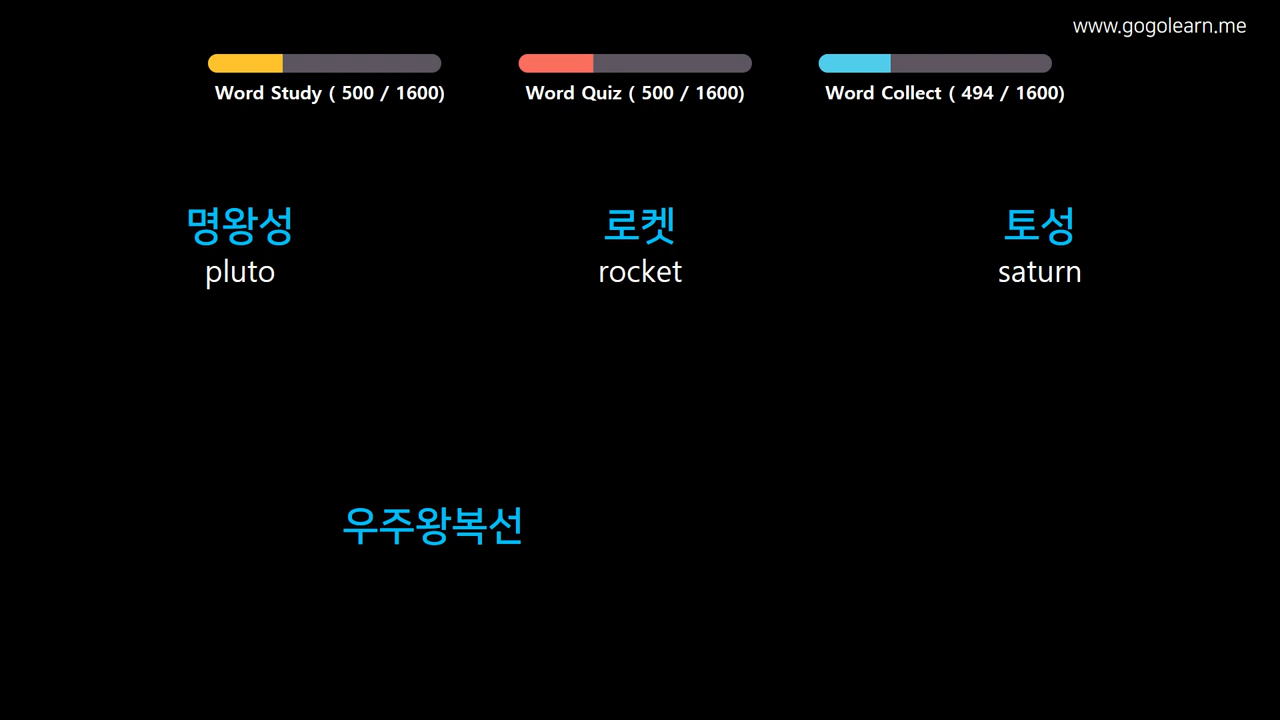 www.gogolearn.me
Word Study ( 500 / 1600)
Word Quiz ( 500 / 1600)
Word Collect ( 494 / 1600)
명왕성
로켓
토성
pluto
rocket
saturn
우주왕복선